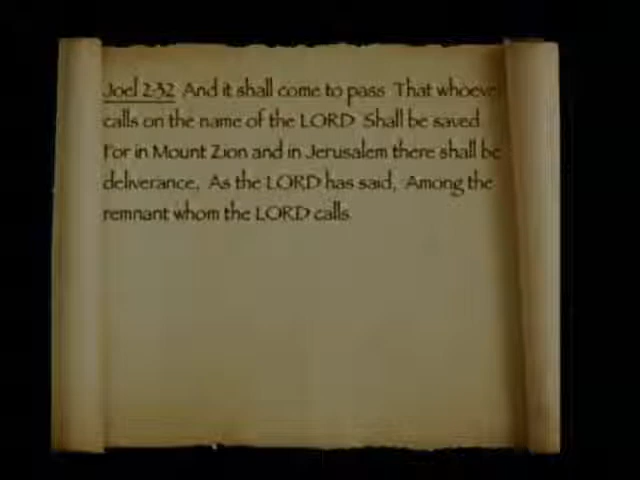 Joel 2:32 And it shall come to pass That whoeve
calls on the name of the LORD Shall be saved
For in Mount Zion and in Jerusalem there shall be
deliverance, As the LORD has said, Among the
remnant whom the LORD calls.